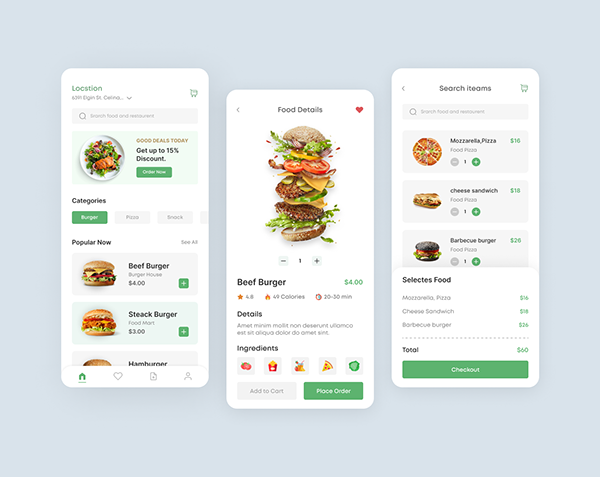 Locstion
6391 Elgin St. Celina...
Srarch food and restaurent
GOOD DEALS TODAY
Get up to 15%
Discount.
Order Now
Categories
Burger
Pizza
Snack
Popular Now
See All
Beef Burger
Burger House
$4.00
Steack Burger
Food Mart
$3.00
Hamburger
Food Details
1
Beef Burger
$4.00
4.8
49 Calories
20-30 min
Details
Amet minim mollit non deserunt ullamco
est sit aliqua dolor do amet sint.
Ingredients
Add to Cart
Place Order
Search iteams
Srarch food and restaurent
Mozzarella,Pizza
$16
Food Pizza
1
cheese sandwich
$18
Food Pizza
1
Barbecue burger
$26
Food Pizza
1
Selectes Food
Mozzarella, Pizza
$16
Cheese Sandwich
$18
Barbecue burger
$26
Total
$60
Checkout